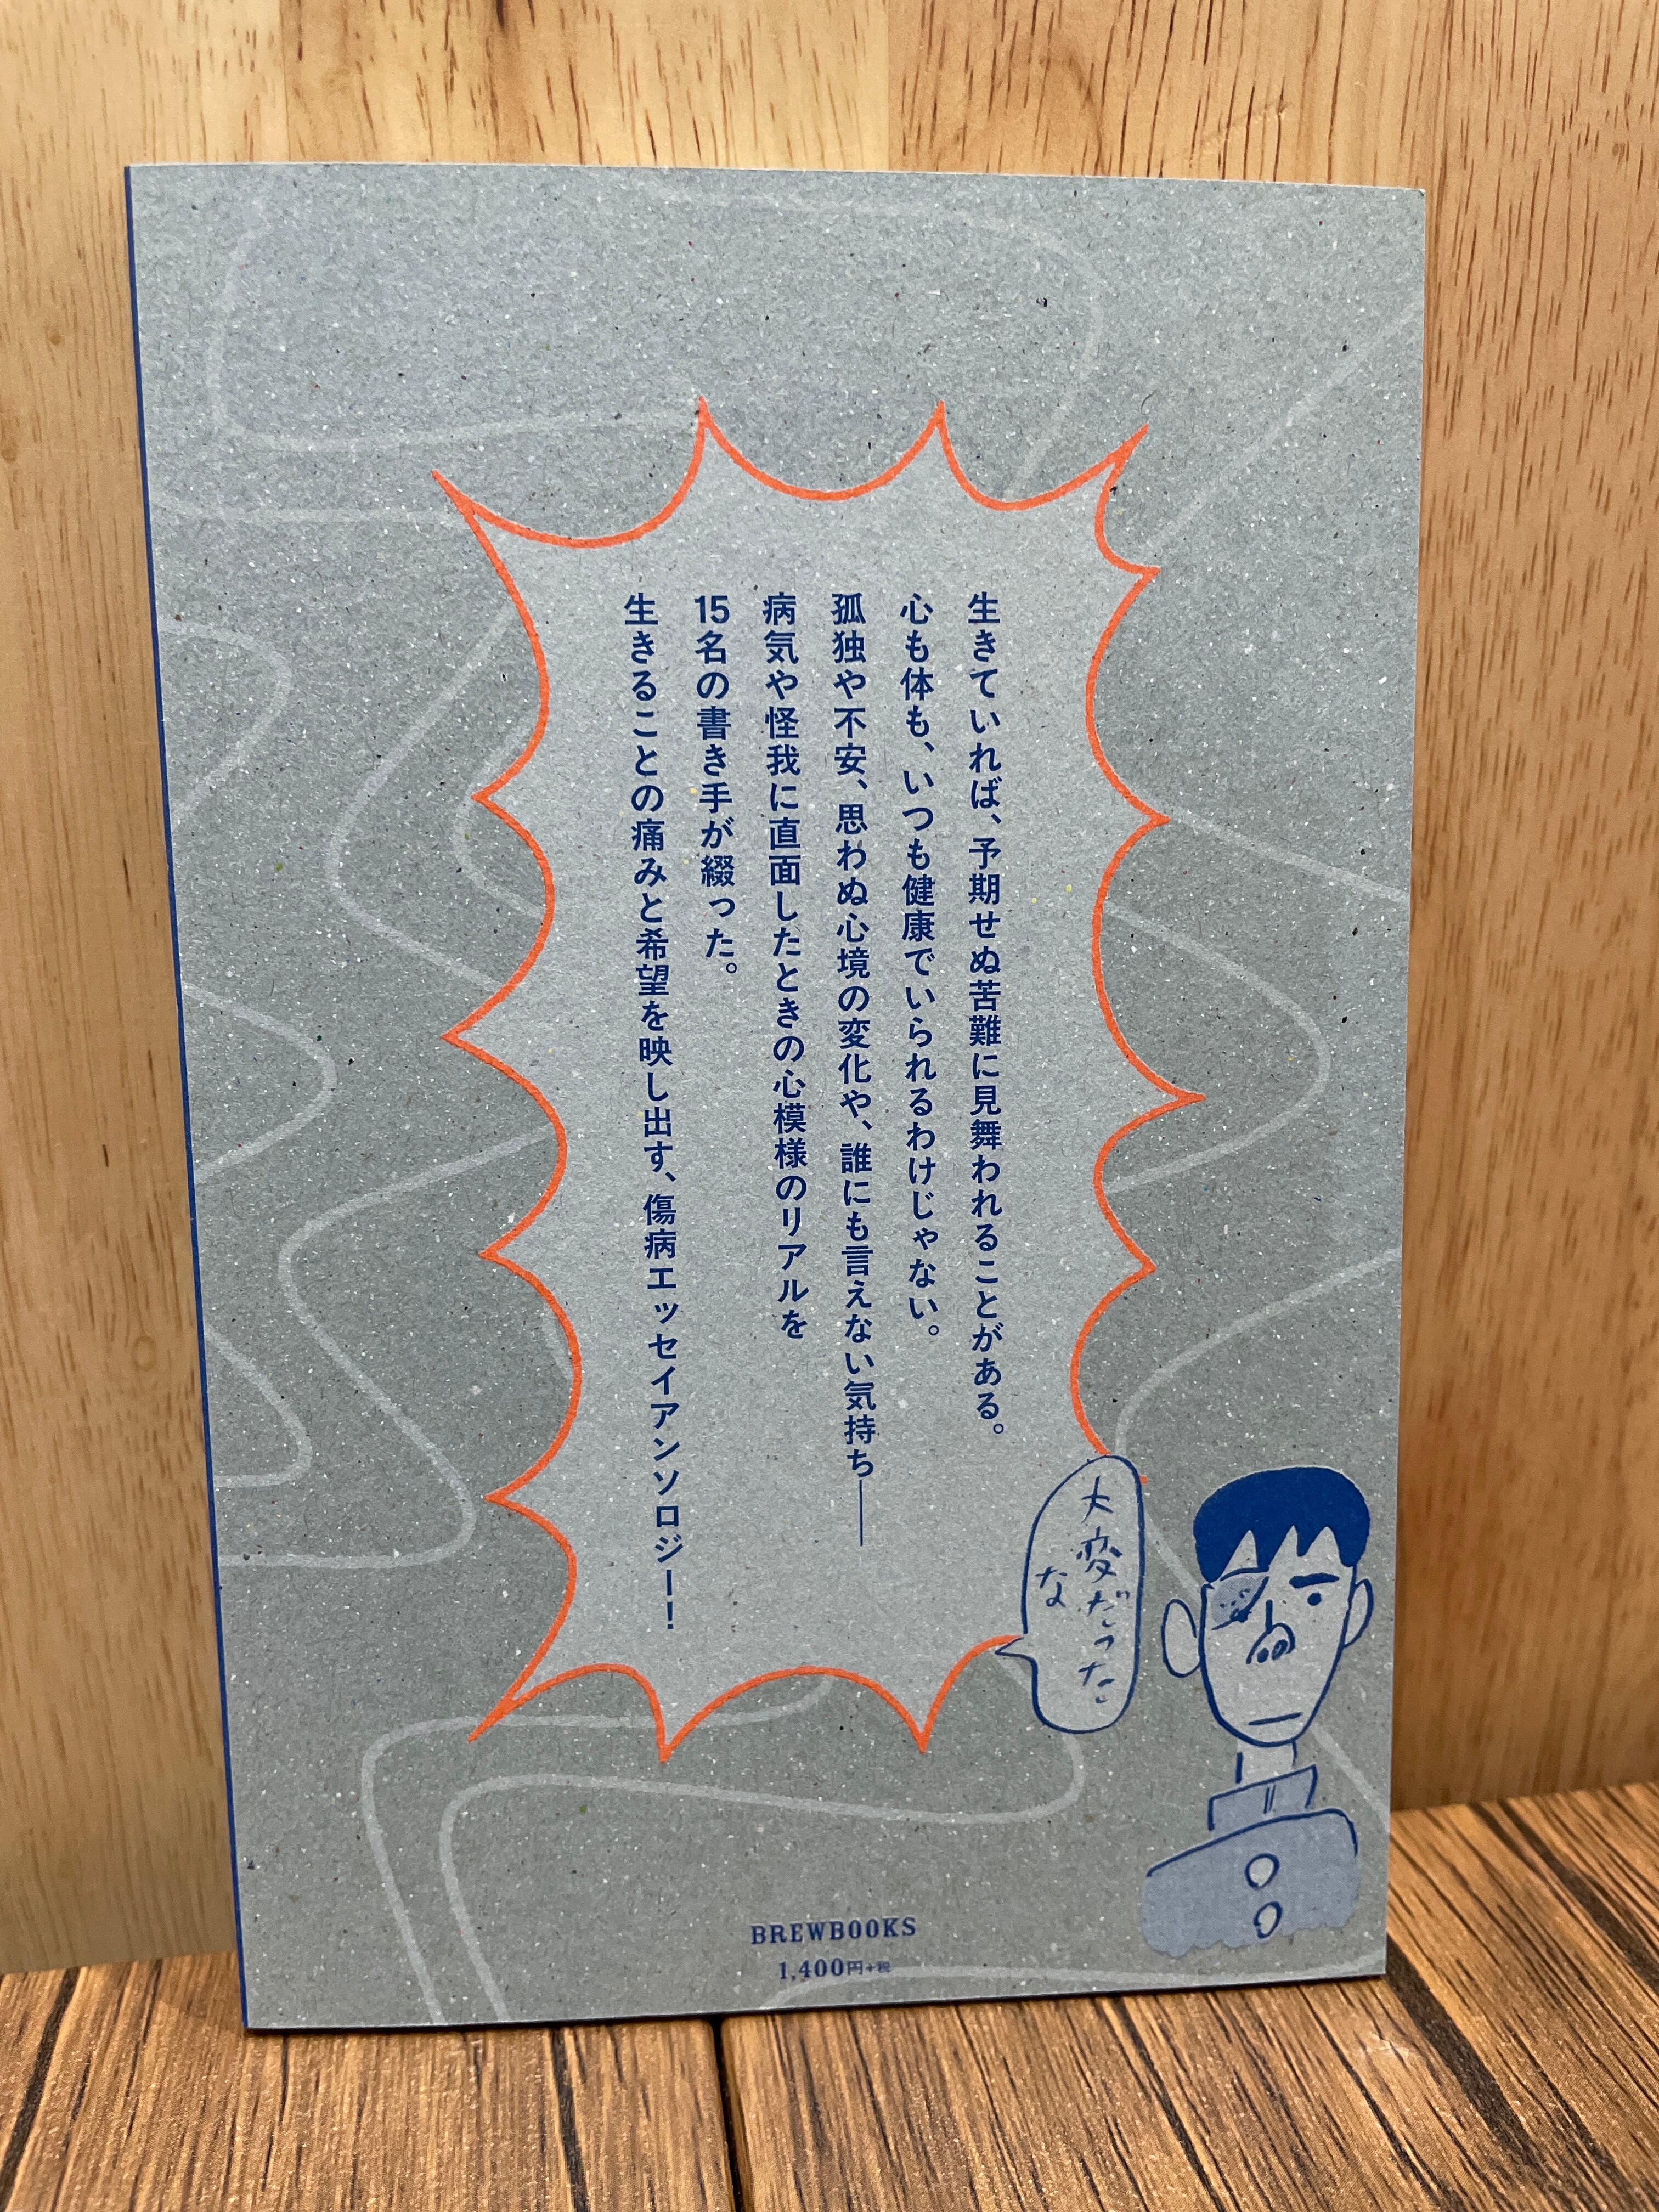 生きていれば、予期せぬ苦難に見舞われることがある。
心も体も、いつも健康でいられるわけじゃない。
孤独や不安、思わぬ心境の変化や、誰にも言えない気持ち――
病気や怪我に直面したときの心模様のリアルを
15名の書き手が綴った。
生きることの痛みと希望を映し出す、傷病エッセイアンソロジー!!
大変だった
な
BREWBOOKS
1,400円+税